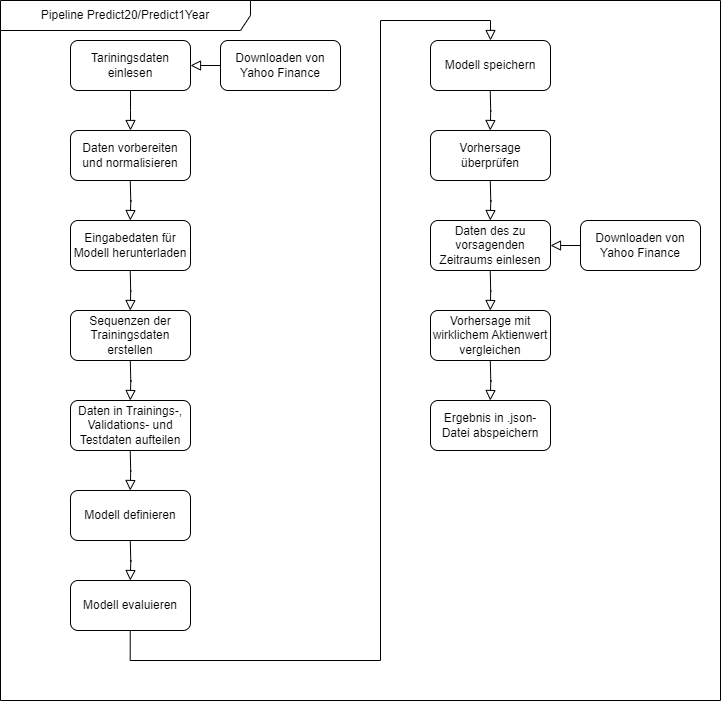 Pipeline Predict20/Predict1Year
Tariningsdaten
einlesen
Downloaden von
Yahoo Finance
Daten vorbereiten
und normalisieren
Eingabedaten für
Modell herunterladen
Sequenzen der
Trainingsdaten
erstellen
Daten in Trainings-,
Validations- und
Testdaten aufteilen
Modell definieren
Modell evaluieren
Modell speichern
Vorhersage
überprüfen
Daten des zu
vorsagenden
Zeitraums einlesen
Downloaden von
Yahoo Finance
Vorhersage mit
wirklichem Aktienwert
vergleichen
Ergebnis in .json-
Datei abspeichern